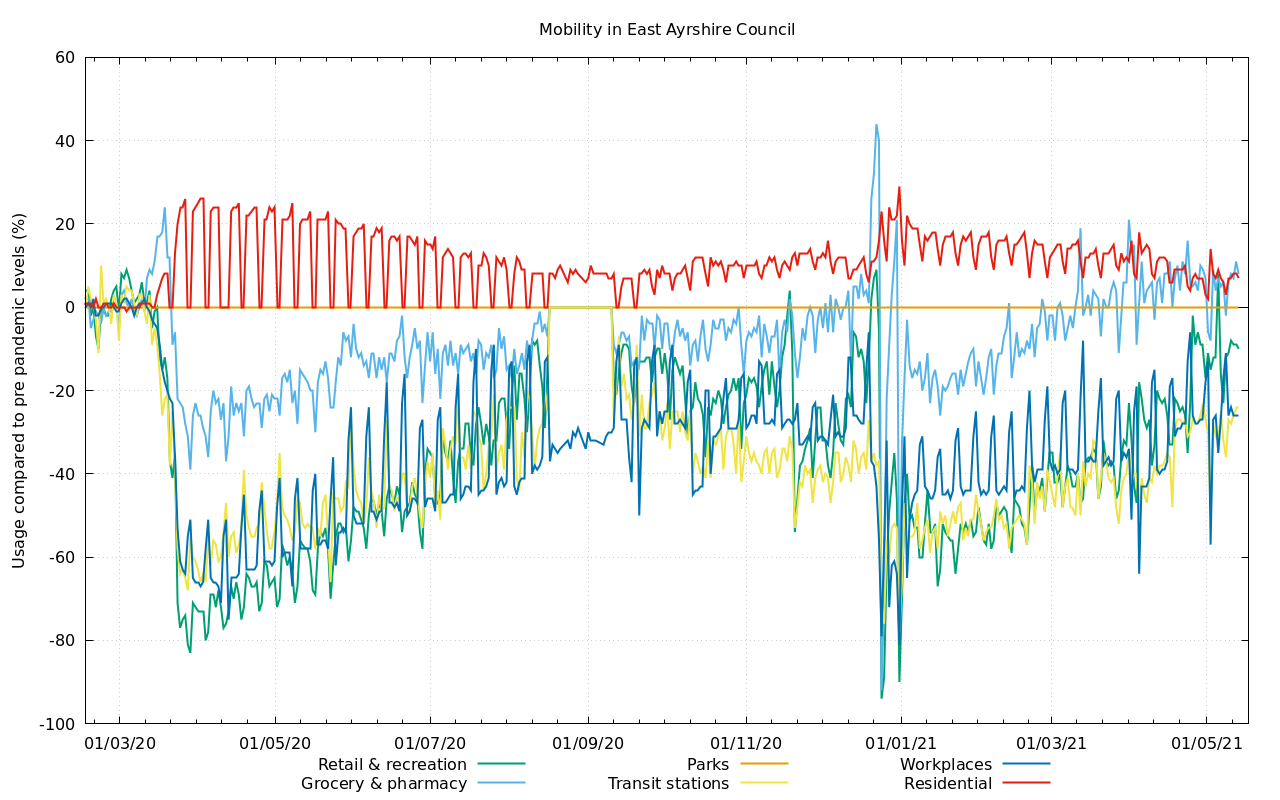 Mobility in East Ayrshire Council
Usage compared to pre pandemic levels (%)
60
40
20
0
-20
-40
-60
-80
-100
01/03/20 01/05/20 01/07/20 01/09/20 01/11/20 01/01/21 01/03/21 01/05/21
Retail & recreation Parks Workplaces
Grocery & pharmacy Transit stations Residential